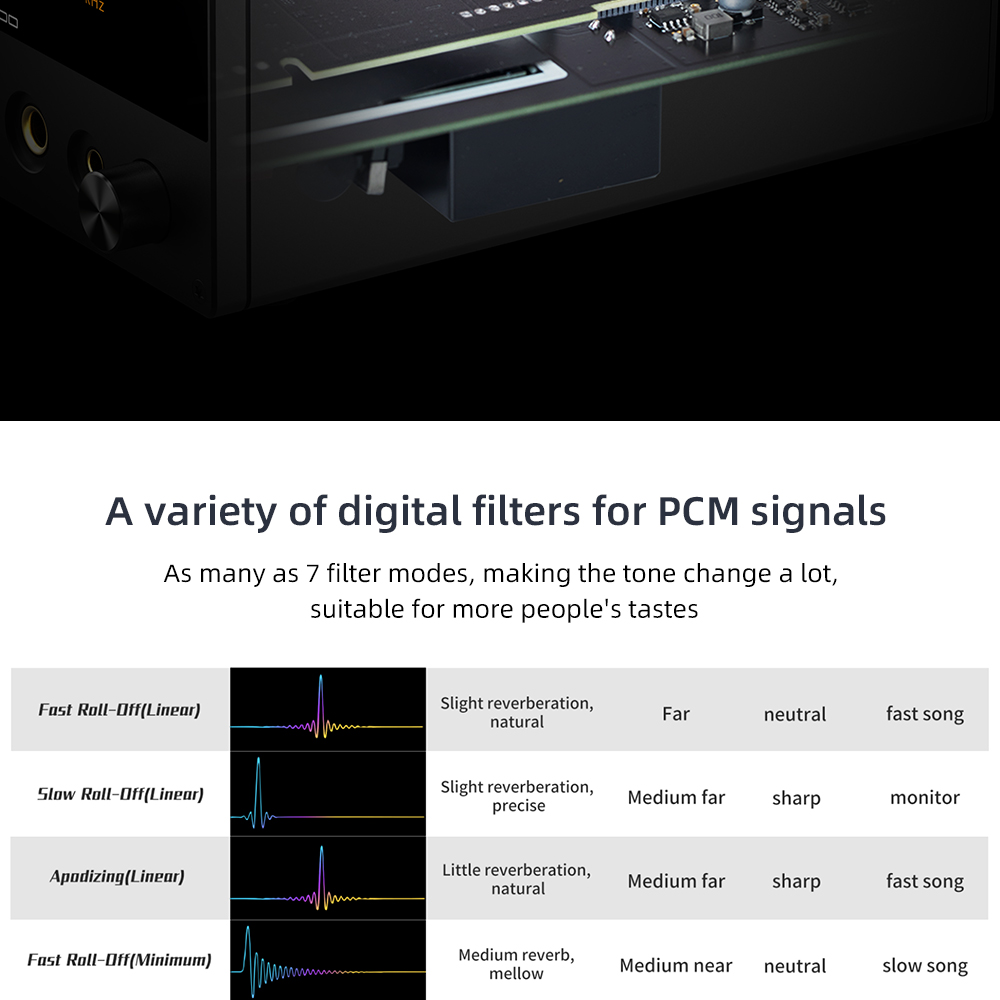 kHz
A variety of digital filters for PCM signals
As many as 7 filter modes, making the tone change a lot,
suitable for more people's tastes
Fast Roll-Off(Linear)
Slight reverberation,
natural
Far
neutral
fast song
Slow Roll-Off(Linear)
Slight reverberation,
precise
Medium far
sharp
monitor
Apodizing(Linear)
Little reverberation,
natural
Medium far
sharp
fast song
Fast Roll-Off(Minimum)
Medium reverb,
mellow
Medium near
neutral
slow song